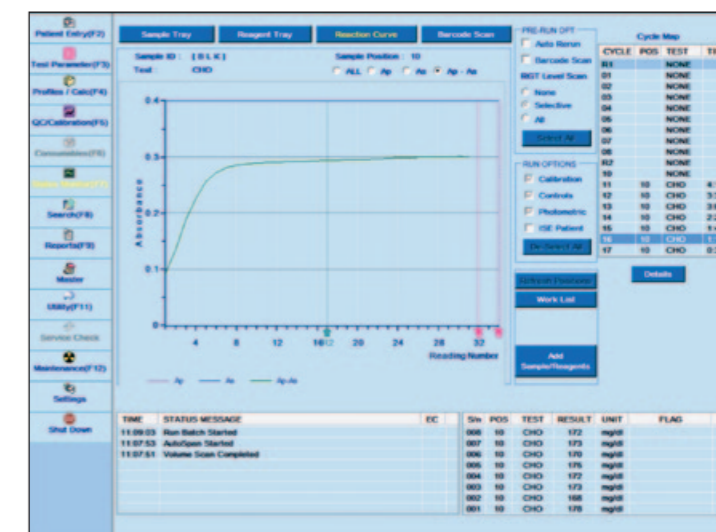 Patient Entry(F2)
Test Parameter(F3)
Profiles / Calc(F4)
QC/Calibration(F5)
Consumables(F6)
Search(F8)
Reports(F9)
Master
Utility(F11)
Service Check
Maintenance(F12)
Settings
Shut Down
Sample Tray Reagent Tray Reaction Curve Barcode Scan
Sample ID : [ B L K ] Sample Position : 10
Test : CHO ALL Ap As Ap - As
0.4
0.3
0.2
0.1
0
Absorbance
4 8 12 16 20 24 28 32
Reading Number
Ap As Ap-As
PRE-RUN OPT
Auto Rerun
Barcode Scan
RGT Level Scan
None
Selective
All
Select All
RUN OPTIONS
Calibration
Controls
Photometric
ISE Patient
De-Select All
Work List
Add
Sample/Reagents
Cycle Map
CYCLE POS TEST
R1 NONE
01 NONE
02 NONE
03 NONE
04 NONE
05 NONE
06 NONE
07 NONE
08 NONE
R2 NONE
10 NONE
11 10 CHO
12 10 CHO
13 10 CHO
14 10 CHO
15 10 CHO
16 10 CHO
17 10 CHO
Details
TIME STATUS MESSAGE EC
11:09:03 Run Batch Started
11:07:53 AutoSpan Started
11:07:51 Volume Scan Completed
S/n POS TEST RESULT UNIT FLAG
008 10 CHO 172 mg/dl
007 10 CHO 173 mg/dl
006 10 CHO 170 mg/dl
005 10 CHO 175 mg/dl
004 10 CHO 172 mg/dl
003 10 CHO 173 mg/dl
002 10 CHO 168 mg/dl
001 10 CHO 178 mg/dl